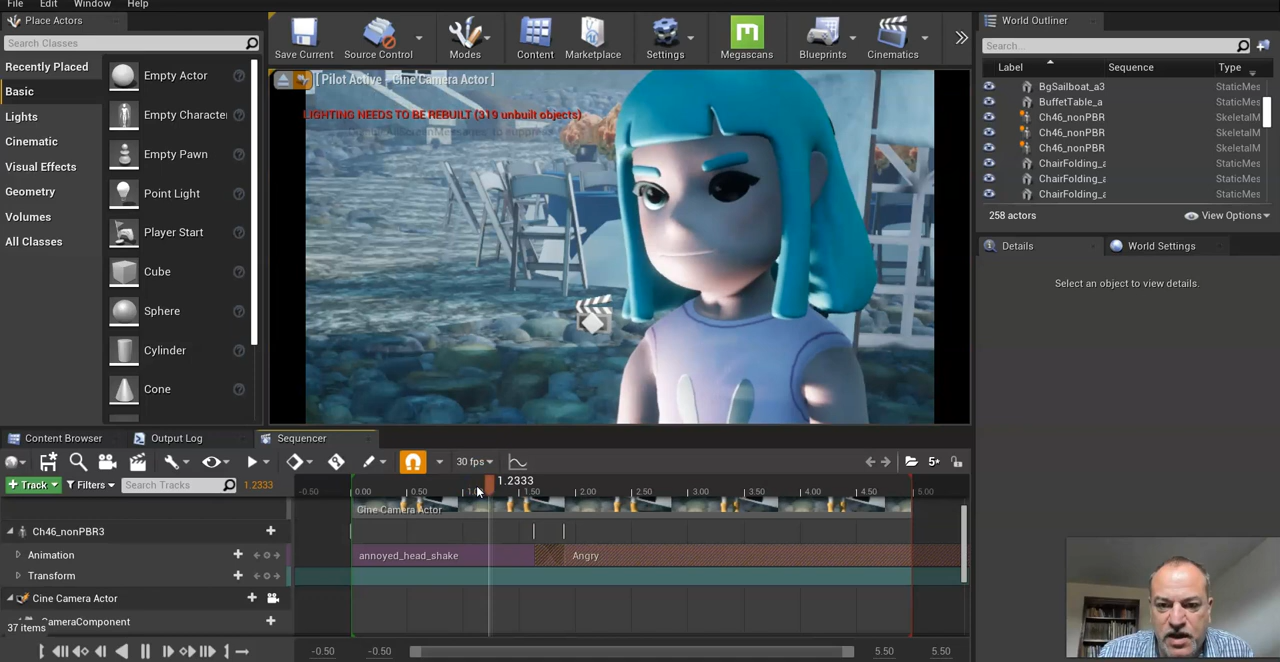 File Edit Window Help
Place Actors
Search Classes
Recently Placed
Basic
Lights
Cinematic
Visual Effects
Geometry
Volumes
All Classes
Empty Actor
Empty Characte
Empty Pawn
Point Light
Player Start
Cube
Sphere
Cylinder
Cone
Save Current
Source Control
Modes
Content
Marketplace
Settings
Megascans
Blueprints
Cinematics
[ Pilot Active - Cine Camera Actor ]
LIGHTING NEEDS TO BE REBUILT (319 unbuilt objects)
to suppress
World Outliner
Search...
Label Sequence Type
BgSailboat_a3 StaticMes
BuffetTable_a StaticMes
Ch46_nonPBR SkeletalM
Ch46_nonPBR SkeletalM
Ch46_nonPBR SkeletalM
ChairFolding_a StaticMes
ChairFolding_a StaticMes
ChairFolding_a StaticMes
258 actors View Options
Details World Settings
Select an object to view details.
Content Browser Output Log Sequencer
30 fps 5*
Track Filters Search Tracks 1.2333
-0.50 0.00 0.50 1.0 1.50 2.00 2.50 3.00 3.50 4.00 4.50 5.00
1.2333
Cine Camera Actor
Ch46_nonPBR3
Animation
annoyed_head_shake Angry
Transform
Cine Camera Actor
CameraComponent
37 items
-0.50 -0.50 5.50 5.50